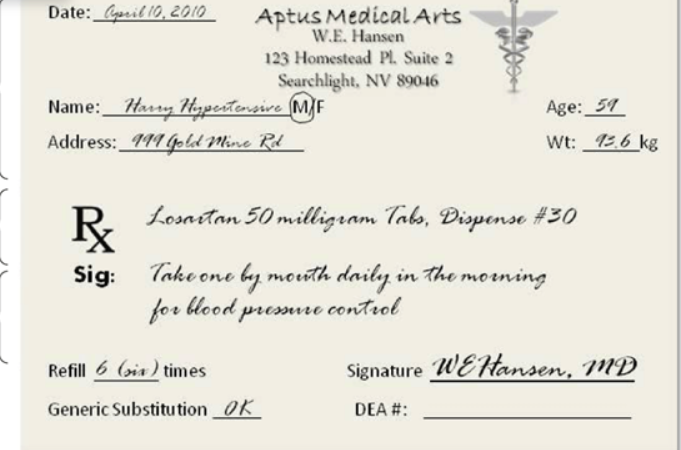 Date: April 10, 2010
Aptus Medical Arts
W.E. Hansen
123 Homestead Pl. Suite 2
Searchlight, NV 89046
Name: Harry Hypertensive M/F Age: 59
Address: 999 Gold Mine Rd Wt: 93.6 kg
Rx Losartan 50 milligram Tabs, Dispense #30
Sig: Take one by mouth daily in the morning
for blood pressure control
Refill 6 (six) times Signature WEHansen, MD
Generic Substitution OK DEA #: